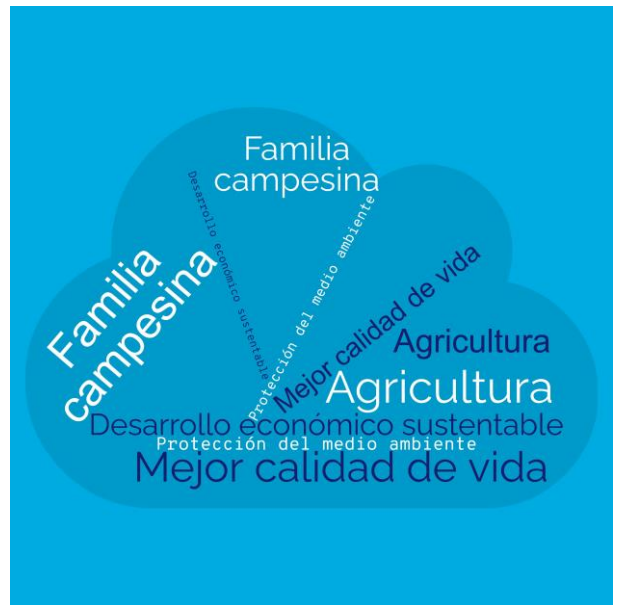 Familia
campesina
Desarrollo económico sustentable
Protección del medio ambiente
Familia
campesina
Mejor calidad de vida
Agricultura
Agricultura
Desarrollo económico sustentable
Protección del medio ambiente
Mejor calidad de vida